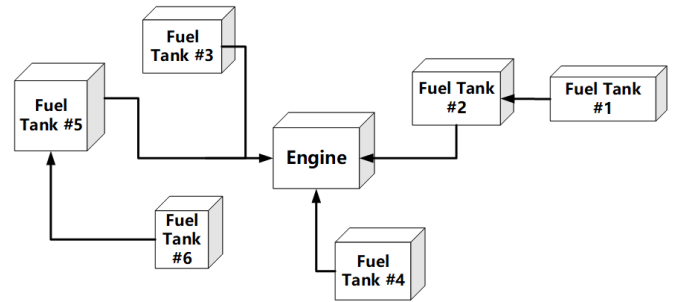 Fuel
Tank #3
Fuel
Tank #5
Fuel Tank
#2
Fuel Tank
#1
Engine
Fuel
Tank
#6
Fuel
Tank #4